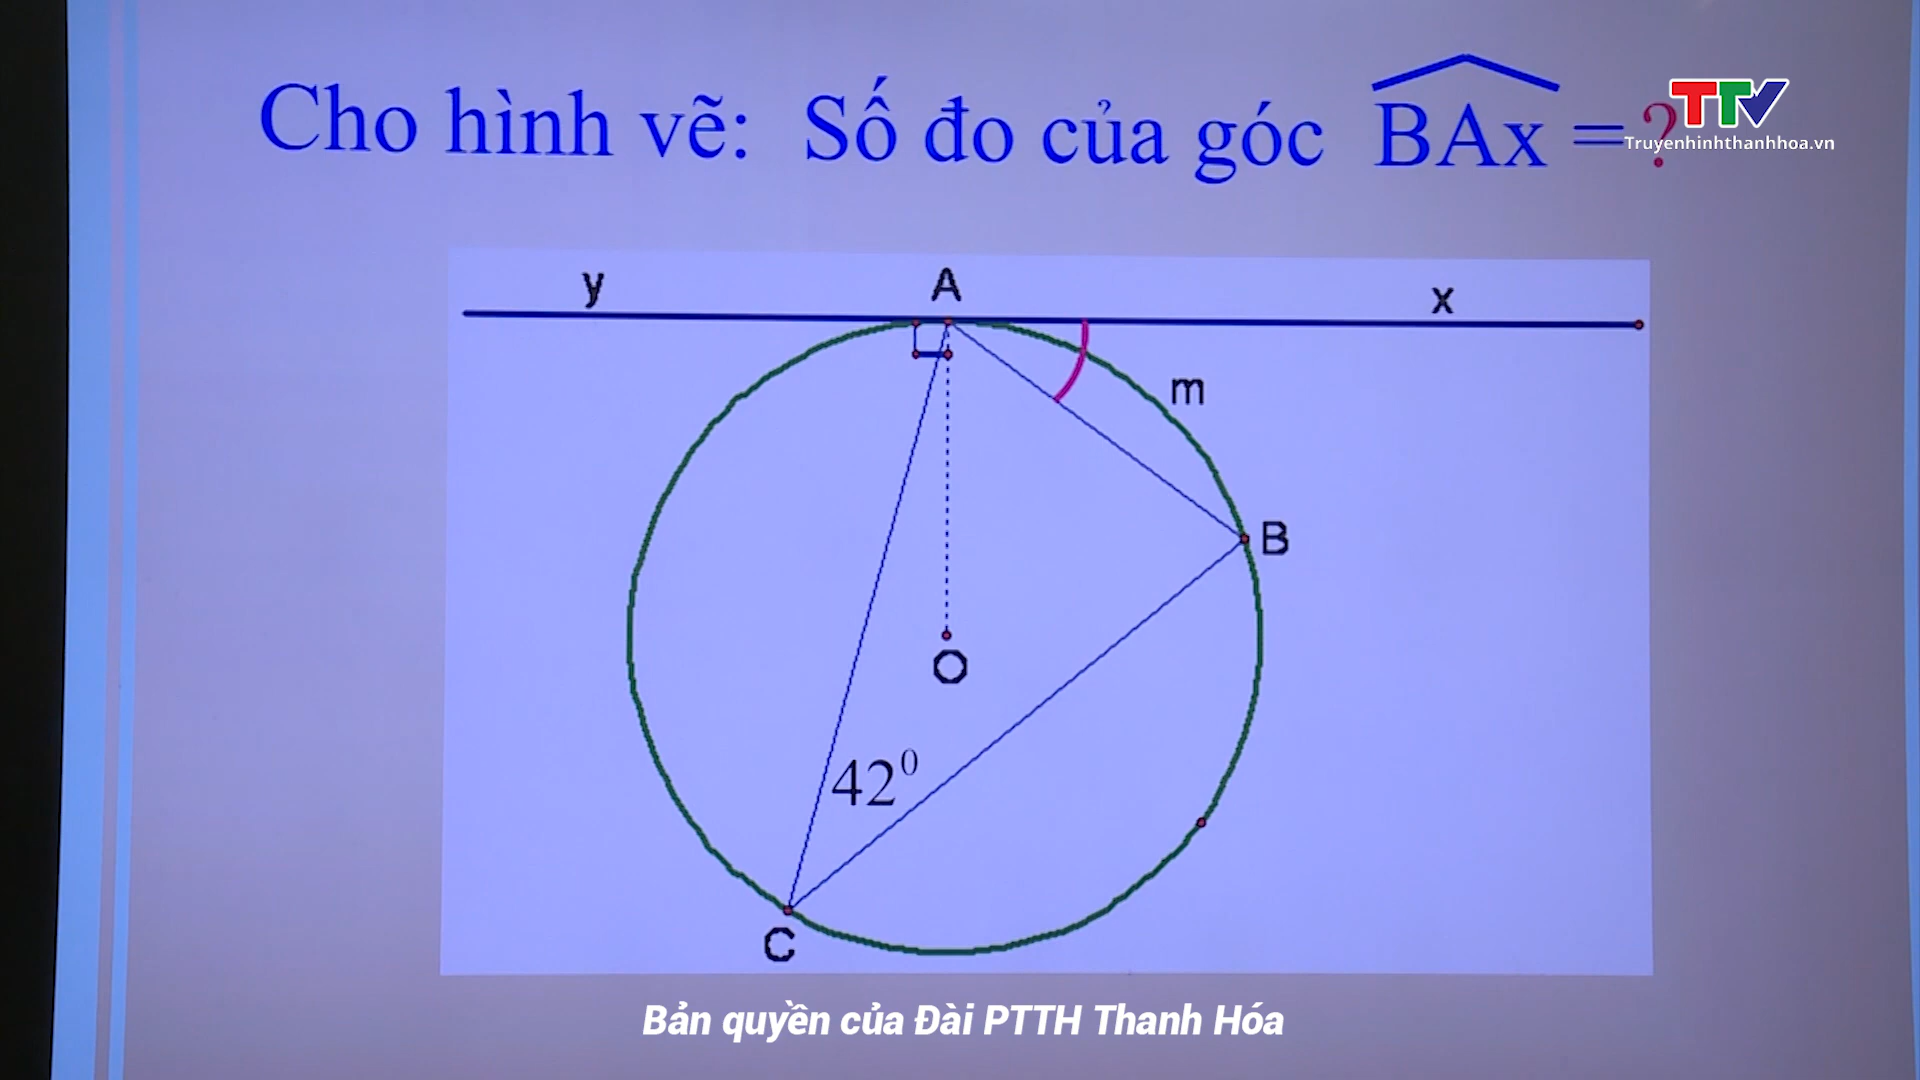 Cho hình vẽ: Số đo của góc BAx = ?
TTV
Truyenhinhthanhhoa.vn
y
A
x
m
B
O
42⁰
C
Bản quyền của Đài PTTH Thanh Hóa